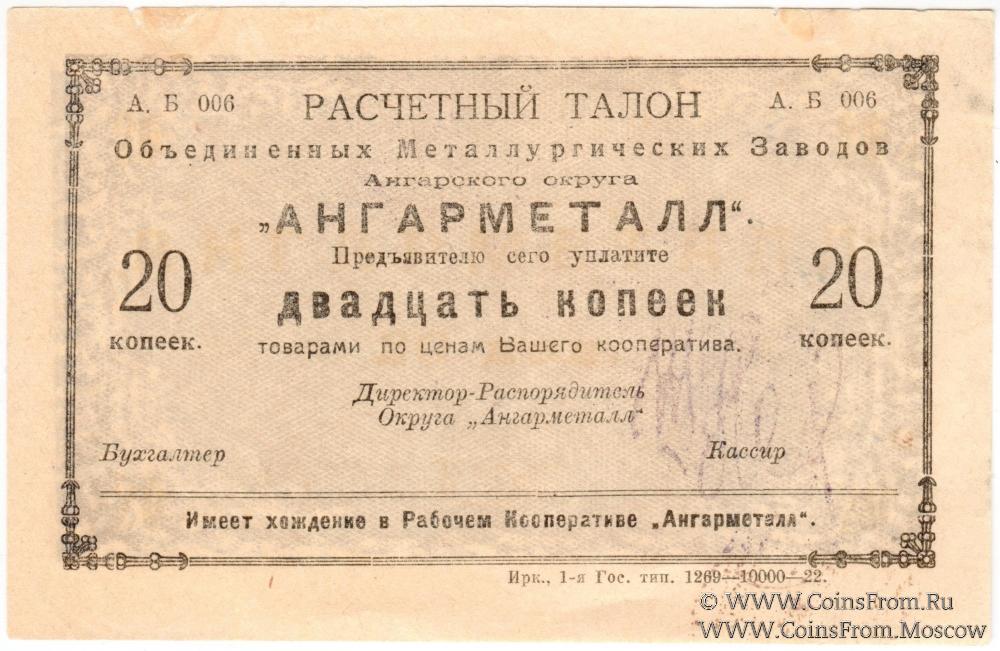 А. Б 006 РАСЧЕТНЫЙ ТАЛОН А. Б 006
Объединенных Металлургических Заводов
Ангарского округа
„АНГАРМЕТАЛЛ“.
Предъявителю сего уплатите
20 двадцать копеек 20
копеек. товарами по ценам Вашего кооператива. копеек.
Директор-Распорядитель
Округа „Ангарметалл“
Бухгалтер Кассир
Имеет хождение в Рабочем Кооперативе „Ангарметалл“.
Ирк., 1-я Гос. тип. 1269—10000—22.
© WWW.CoinsFrom.Ru
WWW.CoinsFrom.Moscow